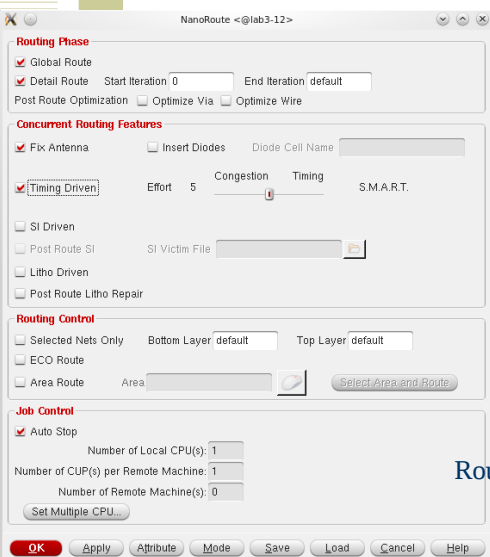 NanoRoute <@lab3-12>
Routing Phase
Global Route
Detail Route Start Iteration 0 End Iteration default
Post Route Optimization Optimize Via Optimize Wire
Concurrent Routing Features
Fix Antenna Insert Diodes Diode Cell Name
Congestion Timing
Timing Driven Effort 5 S.M.A.R.T.
SI Driven
Post Route SI SI Victim File
Litho Driven
Post Route Litho Repair
Routing Control
Selected Nets Only Bottom Layer default Top Layer default
ECO Route
Area Route Area Select Area and Route
Job Control
Auto Stop
Number of Local CPU(s): 1
Number of CUP(s) per Remote Machine: 1
Number of Remote Machine(s): 0
Set Multiple CPU...
OK Apply Attribute Mode Save Load Cancel Help